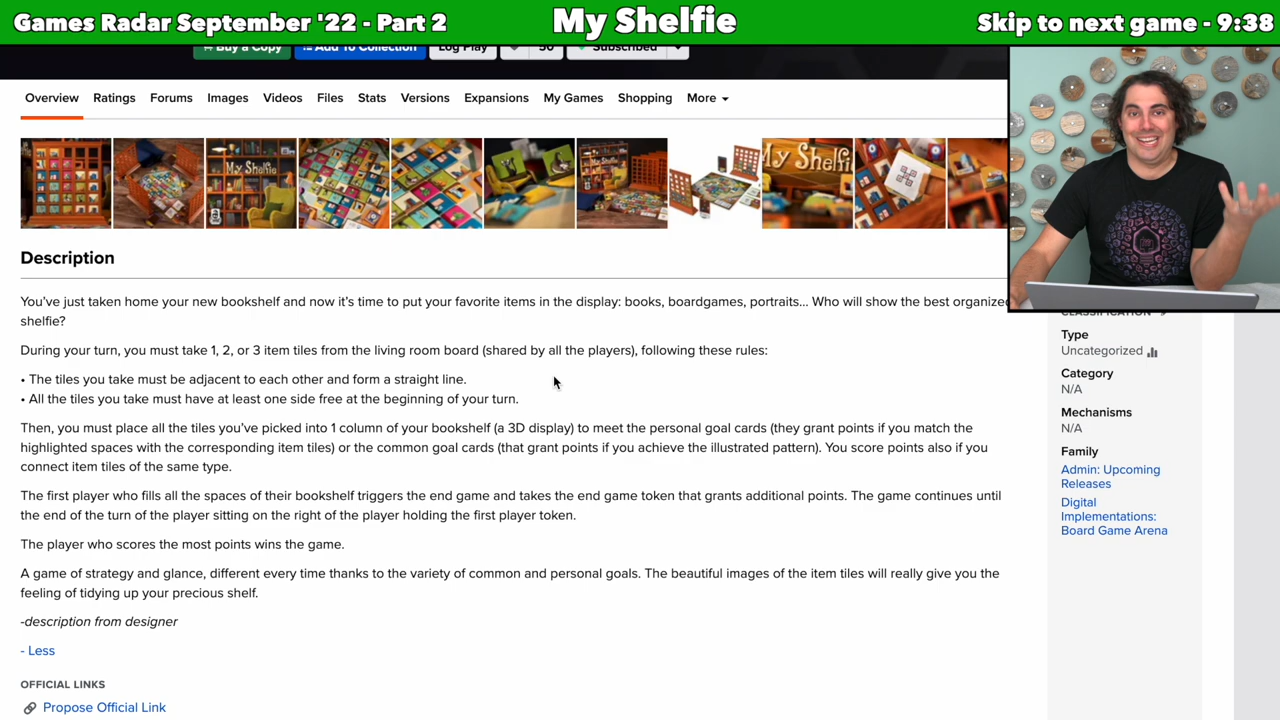 Games Radar September '22 - Part 2
My Shelfie
Skip to next game - 9:38
Buy a Copy
Add To Collection
Log Play
50
Subscribed
Overview
Ratings
Forums
Images
Videos
Files
Stats
Versions
Expansions
My Games
Shopping
More
My Shelfie
My Shelfie
Description
You've just taken home your new bookshelf and now it's time to put your favorite items in the display: books, boardgames, portraits... Who will show the best organized
shelfie?
During your turn, you must take 1, 2, or 3 item tiles from the living room board (shared by all the players), following these rules:
• The tiles you take must be adjacent to each other and form a straight line.
• All the tiles you take must have at least one side free at the beginning of your turn.
Then, you must place all the tiles you've picked into 1 column of your bookshelf (a 3D display) to meet the personal goal cards (they grant points if you match the
highlighted spaces with the corresponding item tiles) or the common goal cards (that grant points if you achieve the illustrated pattern). You score points also if you
connect item tiles of the same type.
The first player who fills all the spaces of their bookshelf triggers the end game and takes the end game token that grants additional points. The game continues until
the end of the turn of the player sitting on the right of the player holding the first player token.
The player who scores the most points wins the game.
A game of strategy and glance, different every time thanks to the variety of common and personal goals. The beautiful images of the item tiles will really give you the
feeling of tidying up your precious shelf.
-description from designer
- Less
OFFICIAL LINKS
Propose Official Link
CLASSIFICATION
Type
Uncategorized
Category
N/A
Mechanisms
N/A
Family
Admin: Upcoming
Releases
Digital
Implementations:
Board Game Arena